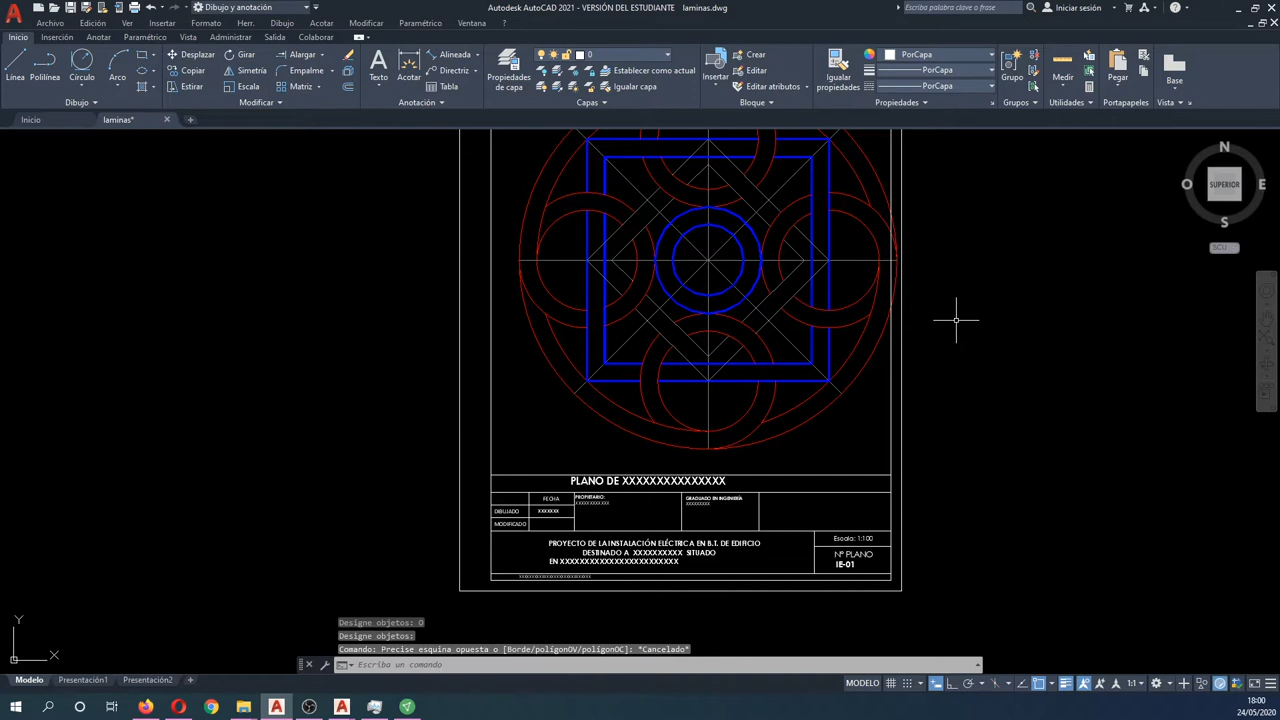 Dibujo y anotación
Autodesk AutoCAD 2021 - VERSIÓN DEL ESTUDIANTE laminas.dwg
Escriba palabra clave o frase
Iniciar sesión
Archivo Edición Ver Insertar Formato Herr. Dibujo Acotar Modificar Paramétrico Ventana ?
Inicio Inserción Anotar Paramétrico Vista Administrar Salida Colaborar
Línea Polilínea Círculo Arco
Desplazar Girar Alargar
Copiar Simetría Empalme
Estirar Escala Matriz
Texto Acotar
Alineada
Directriz
Tabla
Propiedades de capa
0
Establecer como actual
Igualar capa
Insertar
Crear
Editar
Editar atributos
Igualar propiedades
PorCapa
PorCapa
PorCapa
Grupo
Medir
Pegar
Base
Dibujo Modificar Anotación Capas Bloque Propiedades Grupos Utilidades Portapapeles Vista
Inicio laminas*
N
O SUPERIOR E
S
SCU
PLANO DE XXXXXXXXXXXXXXX
FECHA PROPIETARIO: GRADUADO EN INGENIERÍA
XXXXXXXXXXX XXXXXXXXX
DIBUJADO XXXXXXX
MODIFICADO
PROYECTO DE LA INSTALACIÓN ELÉCTRICA EN B.T. DE EDIFICIO
DESTINADO A XXXXXXXXXX SITUADO
EN XXXXXXXXXXXXXXXXXXXXXXX
Escala: 1:100
Nº PLANO
IE-01
Y
X
Designe objetos: O
Designe objetos:
Comando: Precise esquina opuesta o [Borde/polígonOV/polígonOC]: *Cancelado*
Escriba un comando
Modelo Presentación1 Presentación2
MODELO
1:1
18:00
24/05/2020